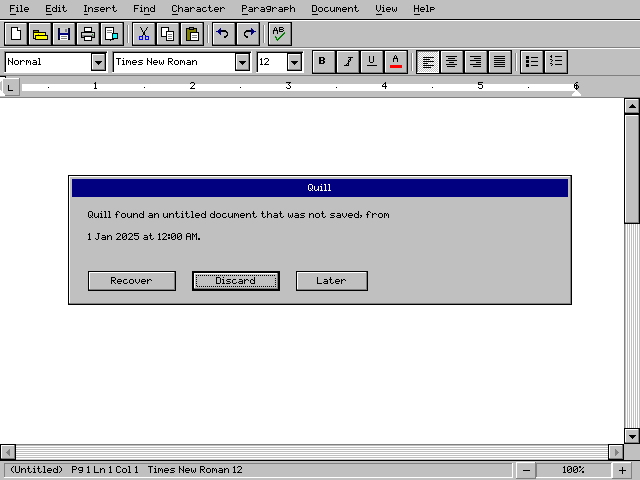 File Edit Insert Find Character Paragraph Document View Help
AB
Normal Times New Roman 12 B I U A
L 1 2 3 4 5 6
Quill
Quill found an untitled document that was not saved, from
1 Jan 2025 at 12:00 AM.
Recover Discard Later
(Untitled) Pg 1 Ln 1 Col 1 Times New Roman 12 100%